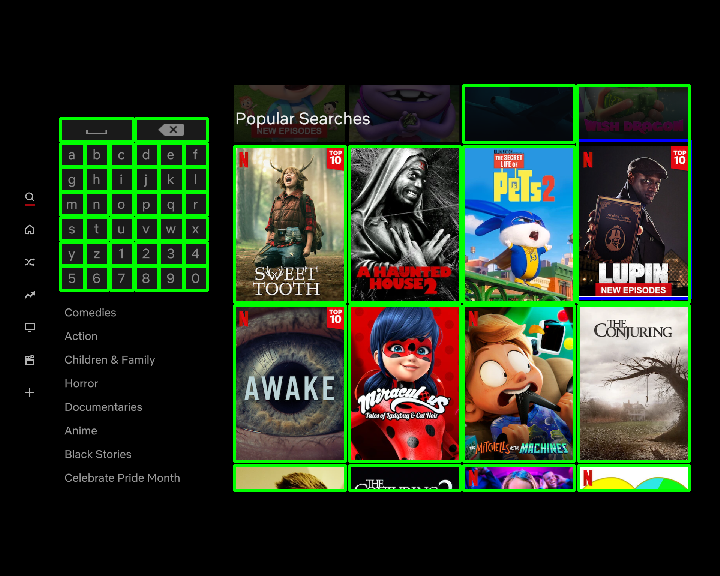 Popular Searches
NEW EPISODES
a b c d e f
g h i j k l
m n o p q r
s t u v w x
y z 1 2 3 4
5 6 7 8 9 0
Comedies
Action
Children & Family
Horror
Documentaries
Anime
Black Stories
Celebrate Pride Month
N
TOP
10
SWEET
TOOTH
A HAUNTED
HOUSE 2
THE SECRET
LIFE OF
PETS 2
N
TOP
10
LUPIN
NEW EPISODES
N
TOP
10
AWAKE
Miraculous
Tales of Ladybug & Cat Noir
N
THE MITCHELLS VS THE MACHINES
THE
CONJURING
THE
CONJURING 2
N
N